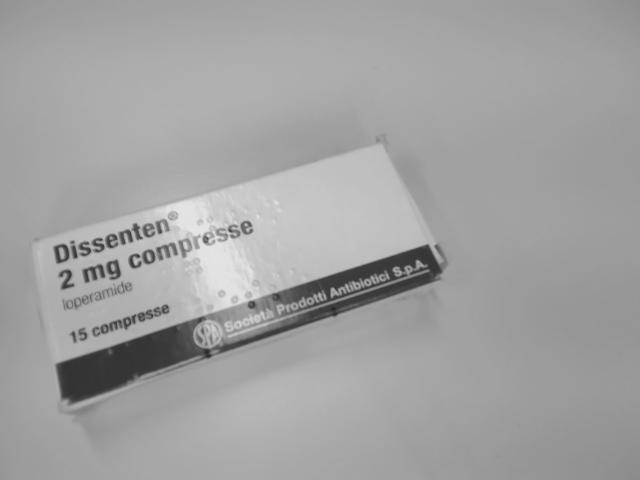 Dissenten®
2 mg compresse
loperamide
15 compresse
SPA Società Prodotti Antibiotici S.p.A.